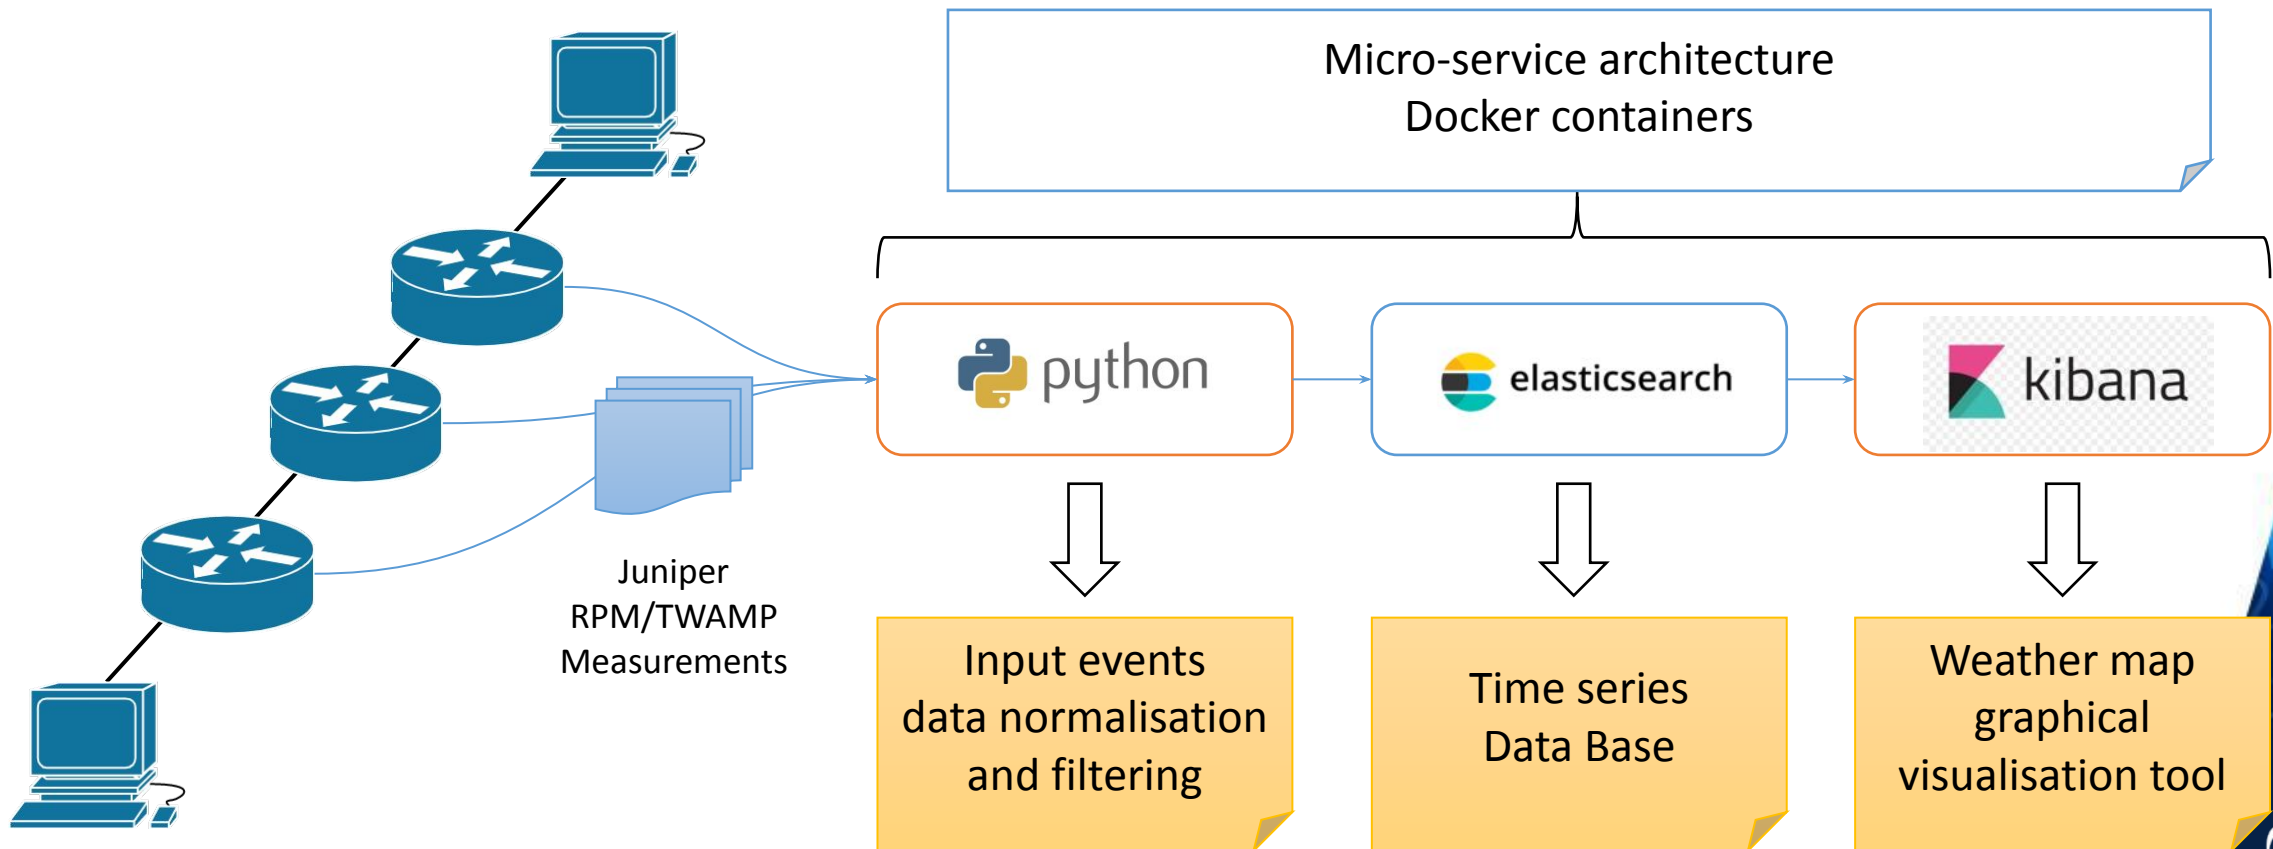 Micro-service architecture
Docker containers
python
elasticsearch
kibana
Juniper
RPM/TWAMP
Measurements
Input events
data normalisation
and filtering
Time series
Data Base
Weather map
graphical
visualisation tool